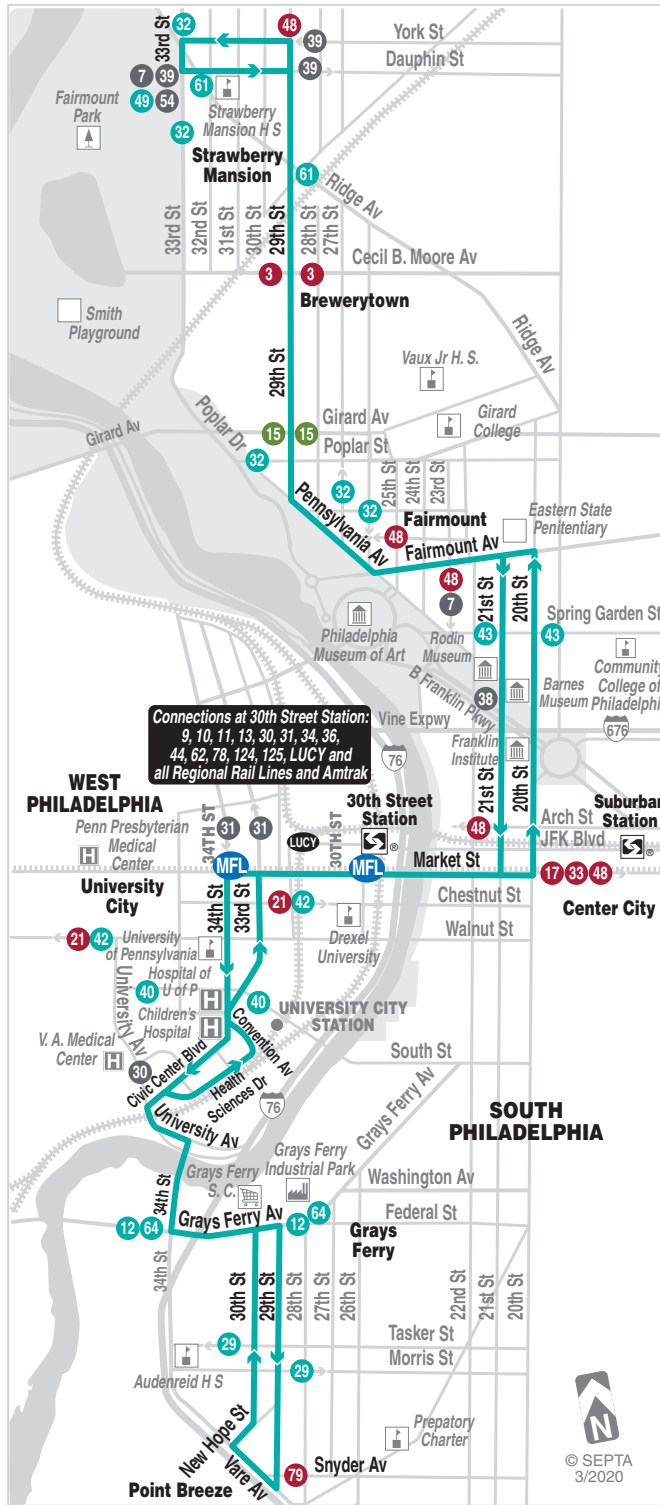 32
48
39
York St
33rd St
Dauphin St
7
39
39
49
54
61
Fairmount
Park
Strawberry
Mansion H S
32
Strawberry
Mansion
61
Ridge Av
33rd St
32nd St
31st St
30th St
29th St
28th St
27th St
Cecil B. Moore Av
3
3
Brewerytown
Smith
Playground
Ridge Av
29th St
Vaux Jr H. S.
Girard Av
Poplar Dr
15
15
Girard Av
Girard
College
Poplar St
32
25th St
24th St
23rd St
32
32
Pennsylvania Av
48
Fairmount
Fairmount Av
Eastern State
Penitentiary
48
7
21st St
20th St
Spring Garden St
43
43
Philadelphia
Museum of Art
Rodin
Museum
B Franklin Pkwy
38
Barnes
Museum
Community
College of
Philadelphia
Connections at 30th Street Station:
9, 10, 11, 13, 30, 31, 34, 36,
44, 62, 78, 124, 125, LUCY and
all Regional Rail Lines and Amtrak
Vine Expwy
676
76
Franklin
Institute
21st St
20th St
WEST
PHILADELPHIA
30th Street
Station
®
Suburban
Station
®
Penn Presbyterian
Medical
Center
34TH ST
31
31
LUCY
30TH ST
48
Arch St
JFK Blvd
MFL
MFL
Market St
University
City
34th St
33rd St
17
33
48
Center City
21
42
Chestnut St
Walnut St
Drexel
University
21
42
University
of Pennsylvania
Hospital of
U of P
Children's
Hospital
40
40
University Av
UNIVERSITY CITY
STATION
V. A. Medical
Center
30
Civic Center Blvd
Convention Av
Health
Sciences Dr
South St
76
Grays Ferry Av
SOUTH
PHILADELPHIA
University Av
Grays Ferry
Industrial Park
Grays Ferry
S. C.
Washington Av
34th St
12
64
Grays Ferry Av
12
64
Federal St
Grays
Ferry
34th St
30th St
29th St
28th St
27th St
26th St
22nd St
21st St
20th St
Tasker St
29
Morris St
29
Audenreid H S
New Hope St
Prepatory
Charter
79
Snyder Av
Vare Av
Point Breeze
N
© SEPTA
3/2020